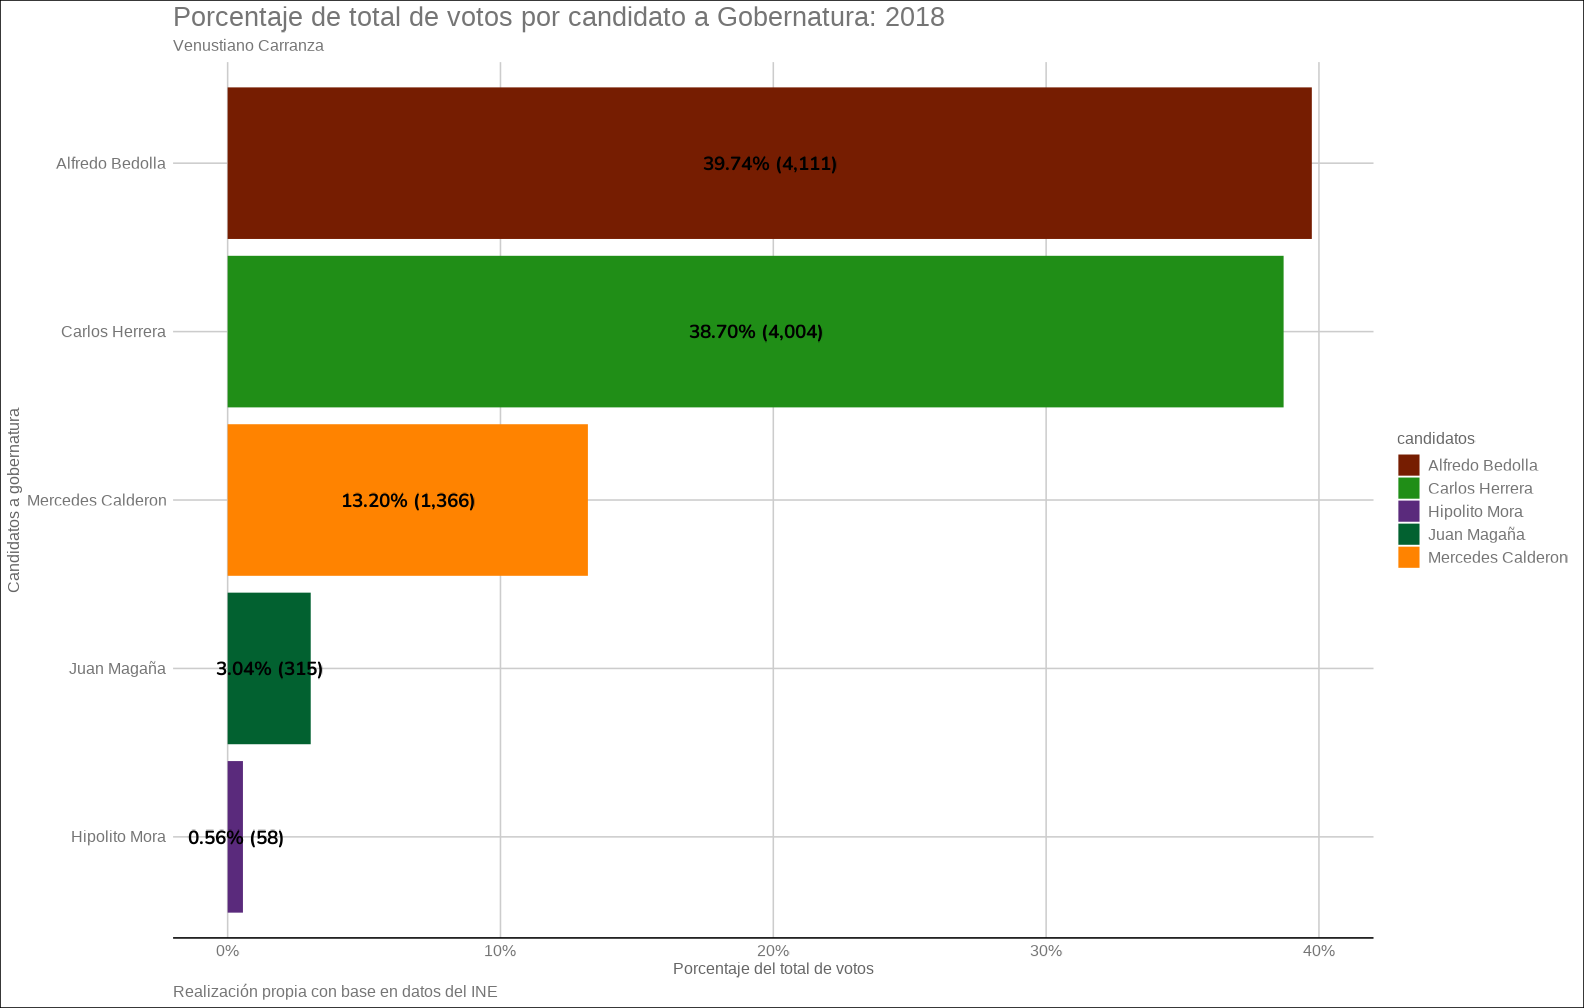 Porcentaje de total de votos por candidato a Gobernatura: 2018
Venustiano Carranza
Candidatos a gobernatura
Alfredo Bedolla
39.74% (4,111)
Carlos Herrera
38.70% (4,004)
Mercedes Calderon
13.20% (1,366)
Juan Magaña
3.04% (315)
Hipolito Mora
0.56% (58)
0%
10%
20%
30%
40%
Porcentaje del total de votos
candidatos
Alfredo Bedolla
Carlos Herrera
Hipolito Mora
Juan Magaña
Mercedes Calderon
Realización propia con base en datos del INE